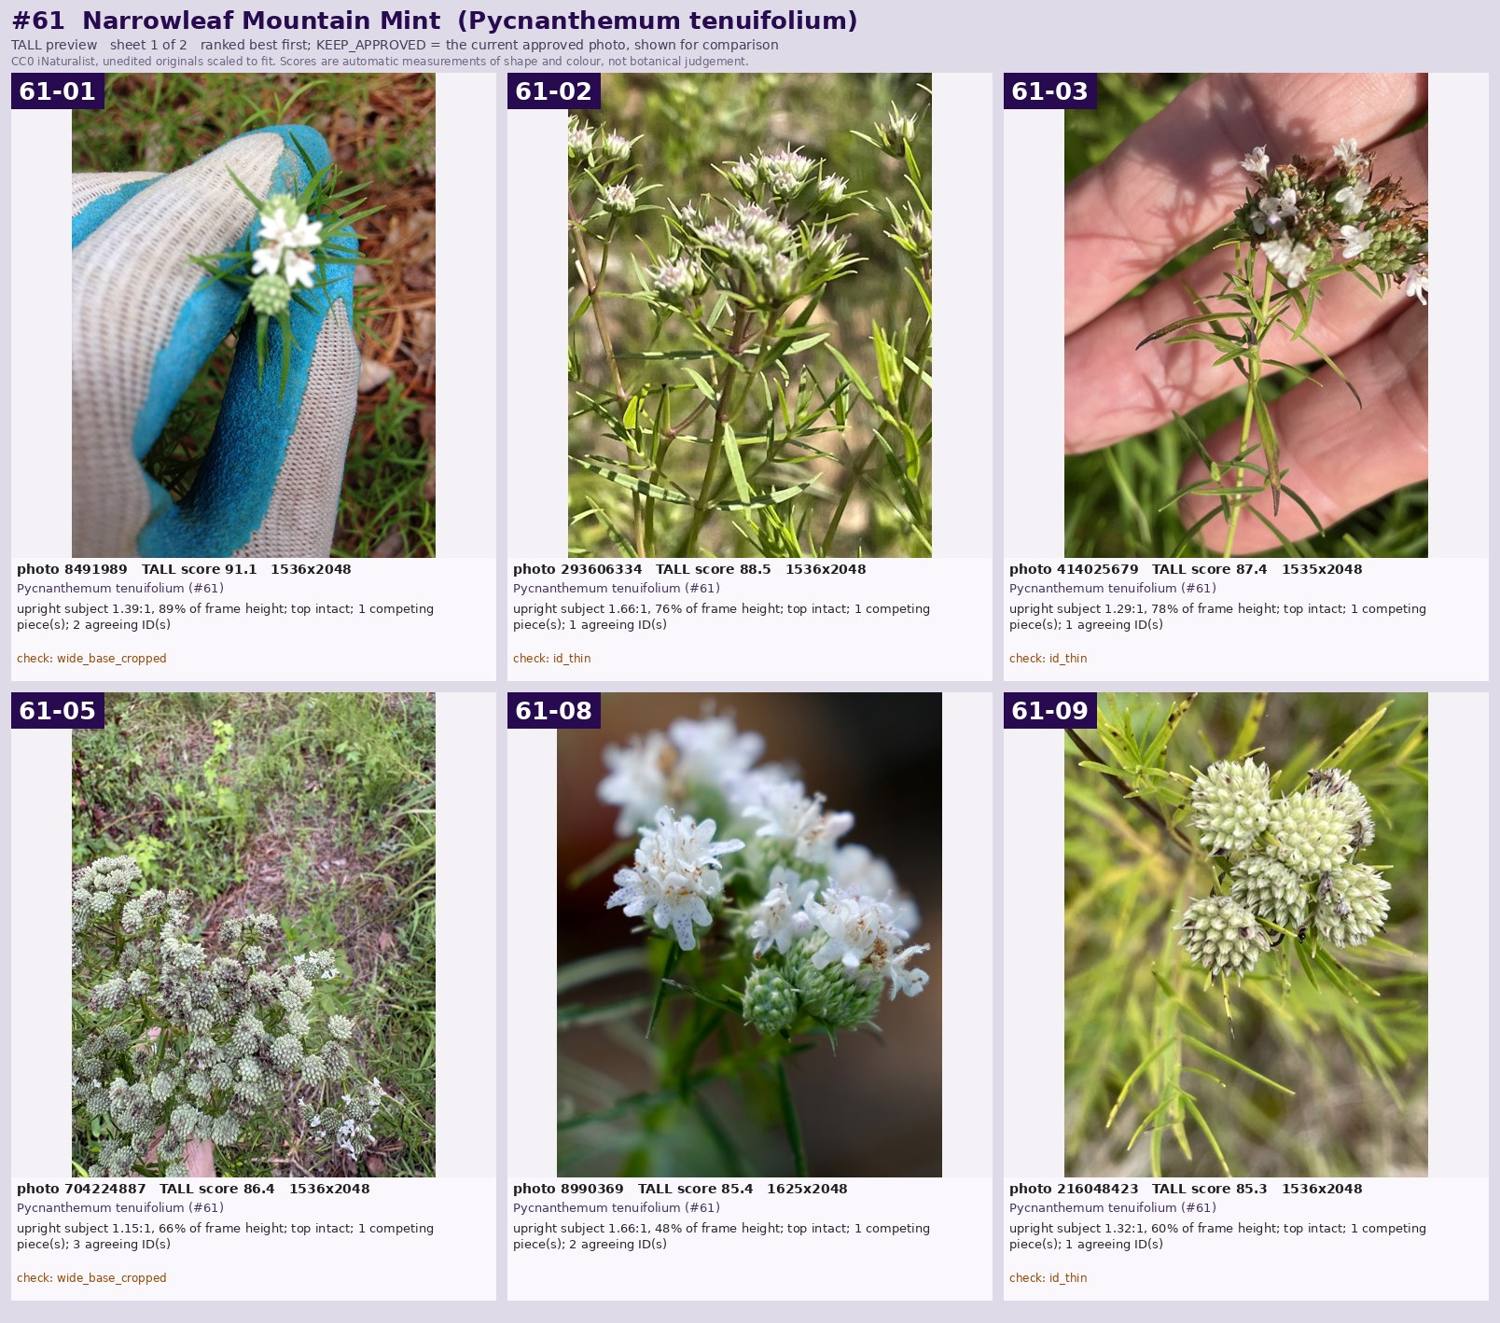 #61 Narrowleaf Mountain Mint (Pycnanthemum tenuifolium)
TALL preview sheet 1 of 2 ranked best first; KEEP_APPROVED = the current approved photo, shown for comparison
CC0 iNaturalist, unedited originals scaled to fit. Scores are automatic measurements of shape and colour, not botanical judgement.
61-01
photo 8491989 TALL score 91.1 1536x2048
Pycnanthemum tenuifolium (#61)
upright subject 1.39:1, 89% of frame height; top intact; 1 competing
piece(s); 2 agreeing ID(s)
check: wide_base_cropped
61-02
photo 293606334 TALL score 88.5 1536x2048
Pycnanthemum tenuifolium (#61)
upright subject 1.66:1, 76% of frame height; top intact; 1 competing
piece(s); 1 agreeing ID(s)
check: id_thin
61-03
photo 414025679 TALL score 87.4 1535x2048
Pycnanthemum tenuifolium (#61)
upright subject 1.29:1, 78% of frame height; top intact; 1 competing
piece(s); 1 agreeing ID(s)
check: id_thin
61-05
photo 704224887 TALL score 86.4 1536x2048
Pycnanthemum tenuifolium (#61)
upright subject 1.15:1, 66% of frame height; top intact; 1 competing
piece(s); 3 agreeing ID(s)
check: wide_base_cropped
61-08
photo 8990369 TALL score 85.4 1625x2048
Pycnanthemum tenuifolium (#61)
upright subject 1.66:1, 48% of frame height; top intact; 1 competing
piece(s); 2 agreeing ID(s)
61-09
photo 216048423 TALL score 85.3 1536x2048
Pycnanthemum tenuifolium (#61)
upright subject 1.32:1, 60% of frame height; top intact; 1 competing
piece(s); 1 agreeing ID(s)
check: id_thin